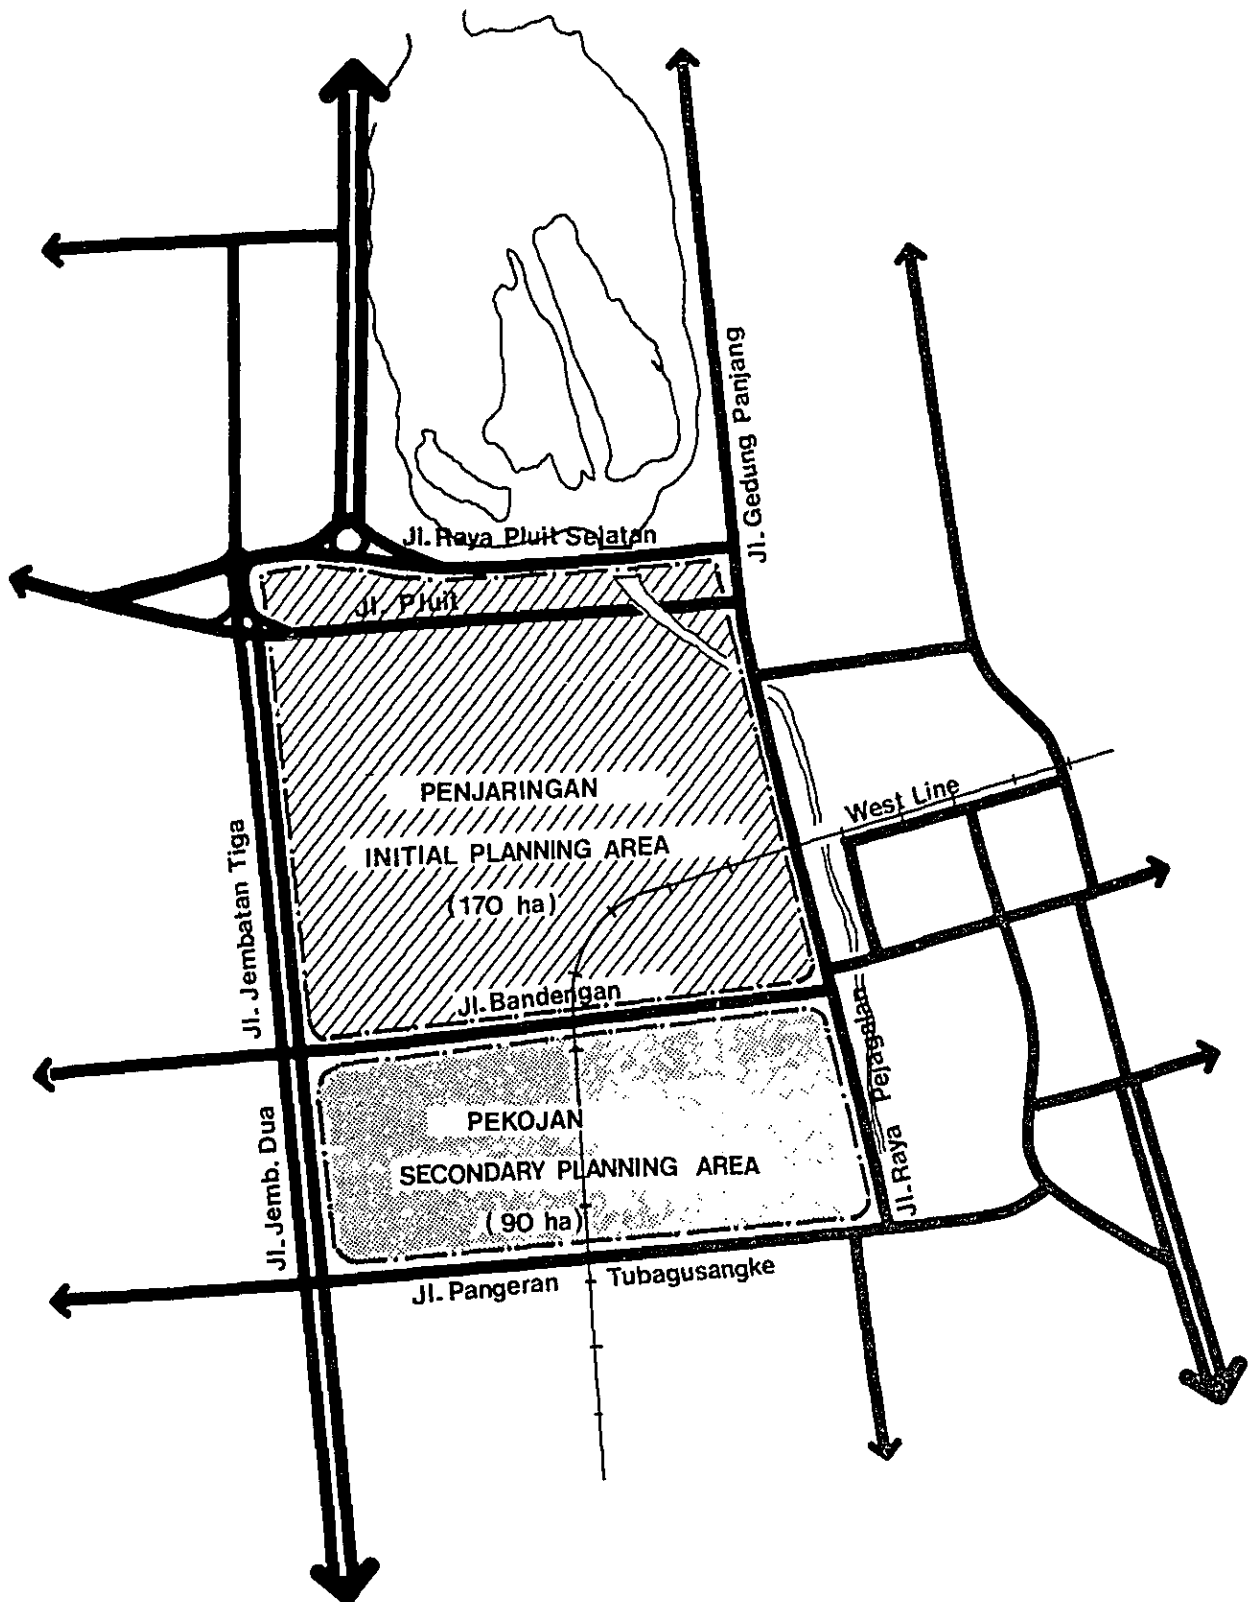 Jl. Gedung Panjang
Jl. Raya Pluit Selatan
Jl. Pluit
PENJARINGAN
INITIAL PLANNING AREA
(170 ha)
West Line
Jl. Jembatan Tiga
Jl. Bandengan
Jl. Raya Pejagalan
Jl. Jemb. Dua
PEKOJAN
SECONDARY PLANNING AREA
(90 ha)
Jl. Pangeran Tubagusangke